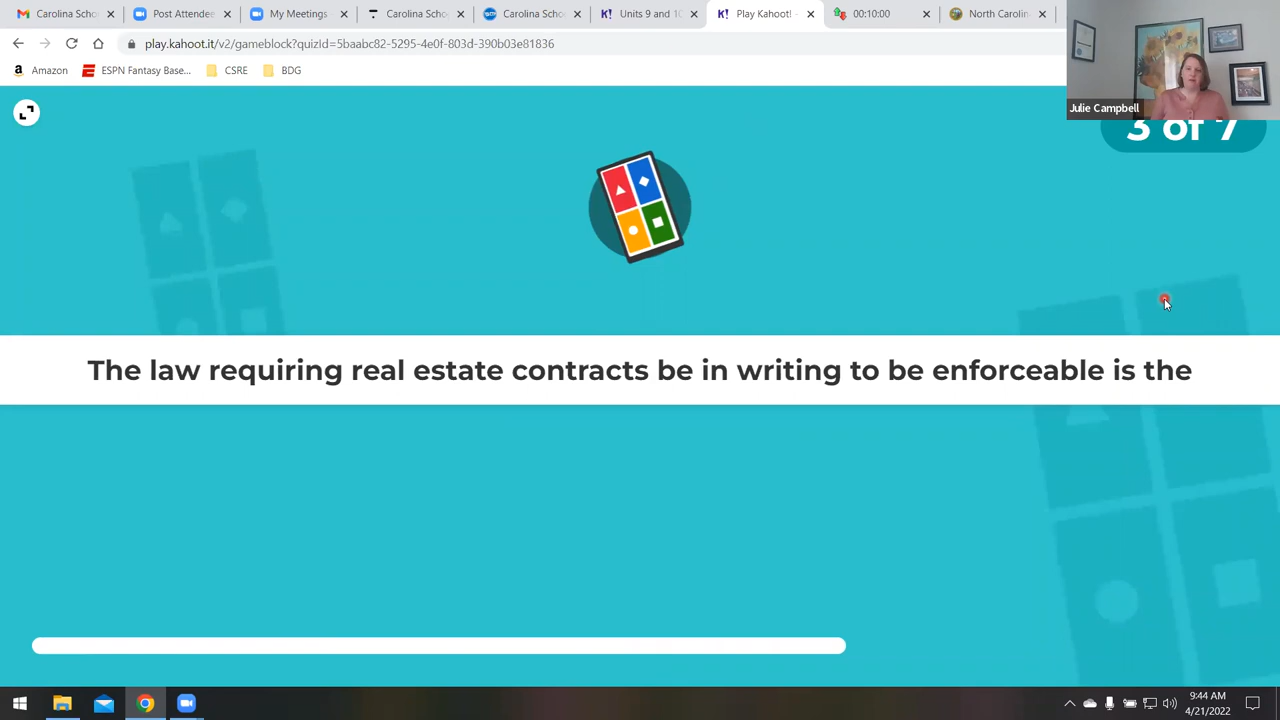 Carolina Scho
Post Attendee
My Meetings
Carolina Scho
Carolina Scho
K! Units 9 and 10
K! Play Kahoot! -
00:10:00
North Carolin
play.kahoot.it/v2/gameblock?quizId=5baabc82-5295-4e0f-803d-390b03cd1836
Amazon
ESPN Fantasy Base...
CSRE
BDG
Julie Campbell
3 of 7
The law requiring real estate contracts be in writing to be enforceable is the
9:44 AM
4/21/2022